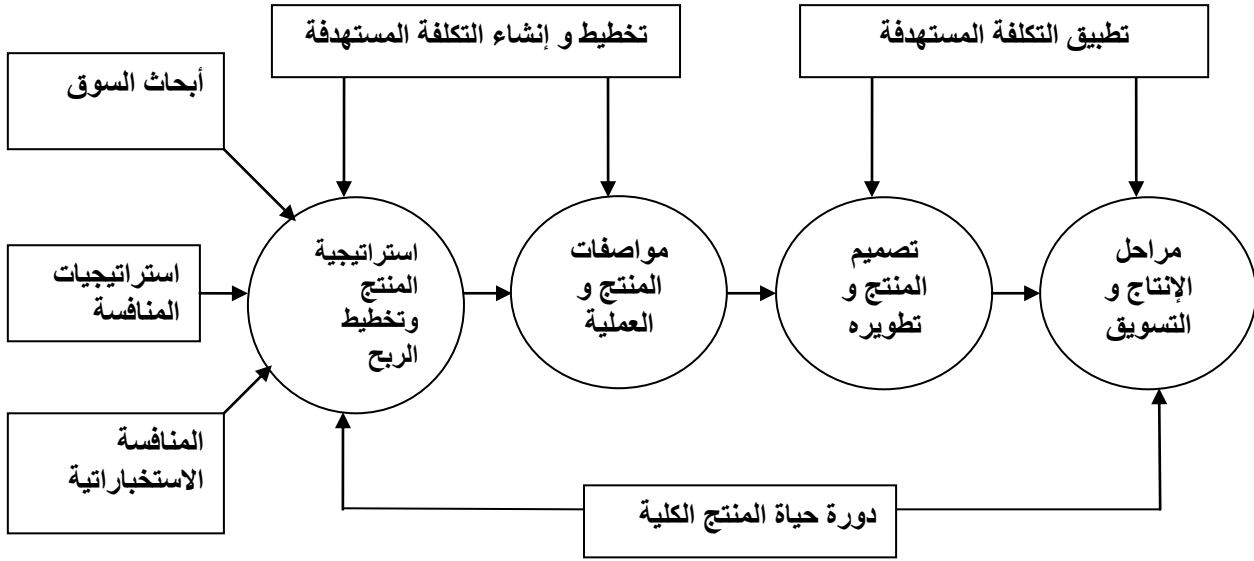 تخطيط و إنشاء التكلفة المستهدفة
تطبيق التكلفة المستهدفة
أبحاث السوق
استراتيجيات
المنافسة
المنافسة
الاستخباراتية
استراتيجية
المنتج
وتخطيط
الربح
مواصفات
المنتج و
العملية
تصميم
المنتج و
تطويره
مراحل
الإنتاج و
التسويق
دورة حياة المنتج الكلية